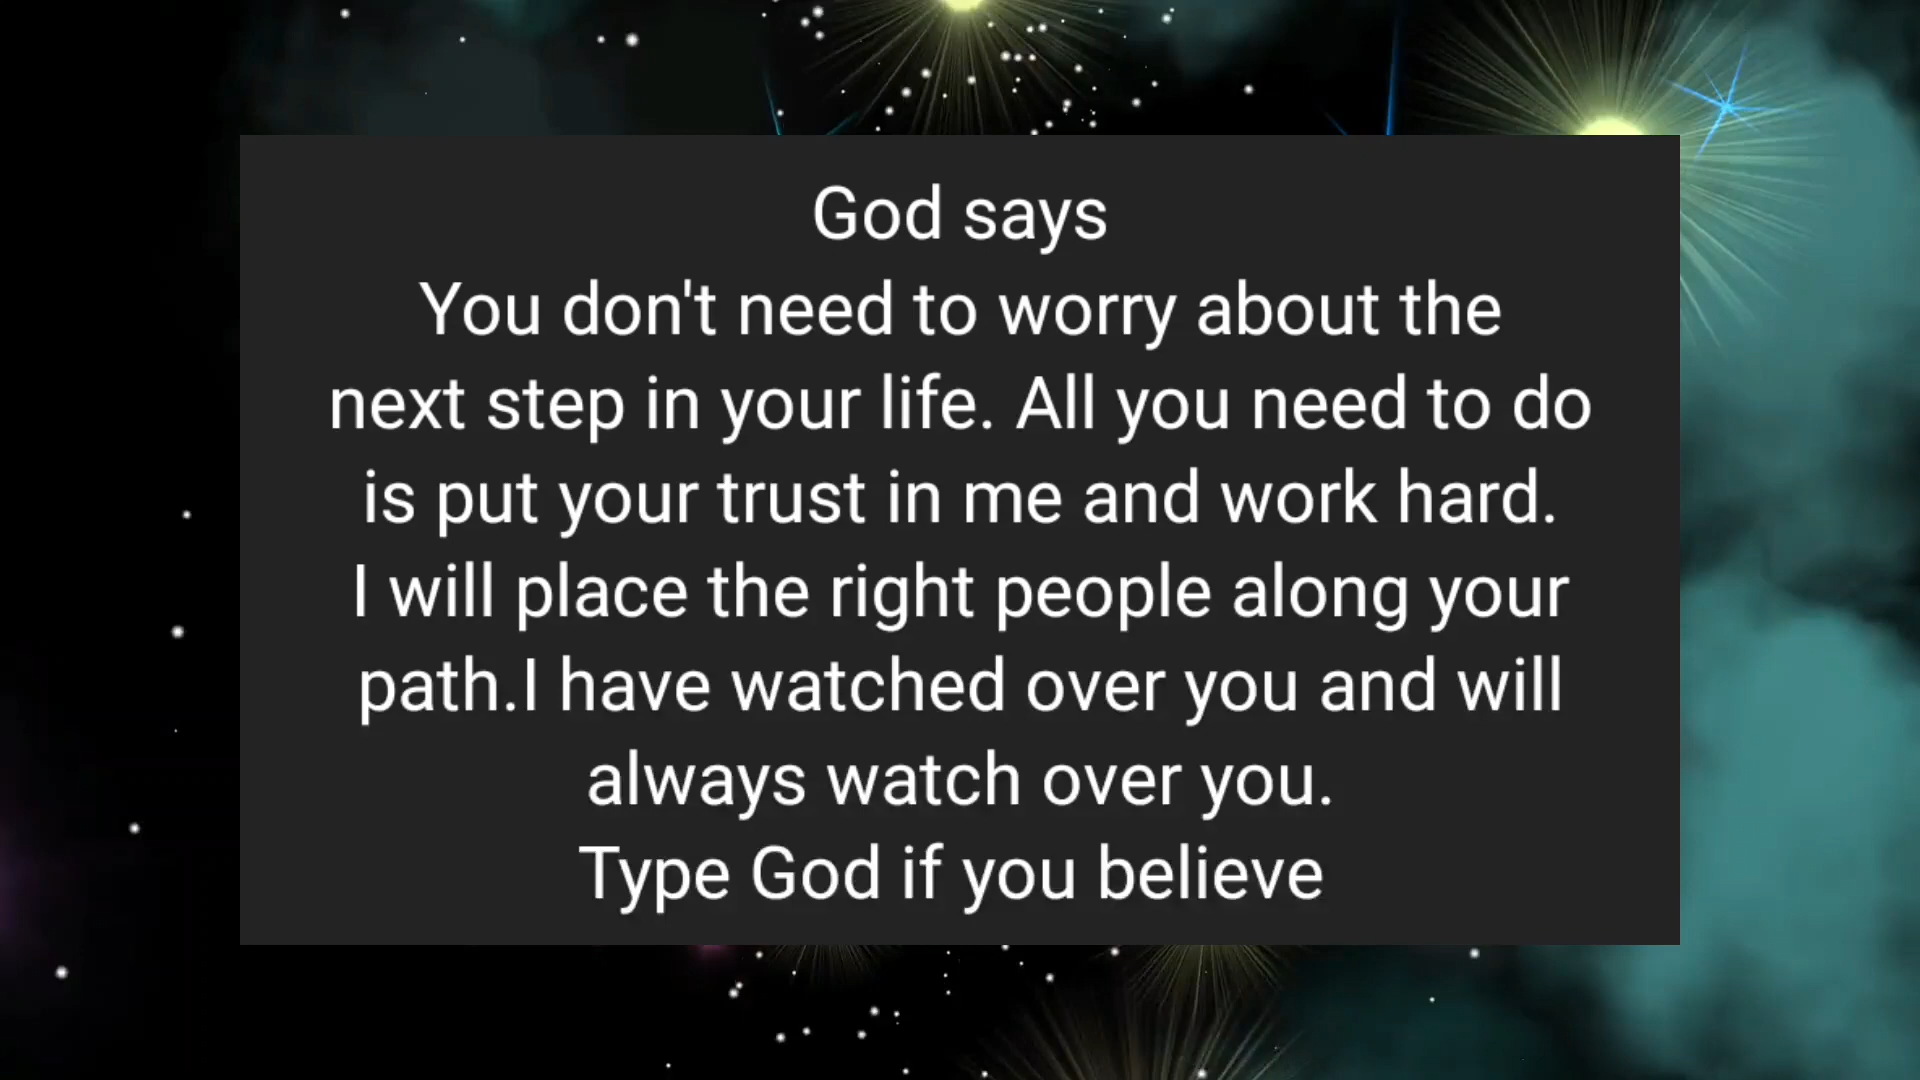 God says
You don't need to worry about the
next step in your life. All you need to do
is put your trust in me and work hard.
I will place the right people along your
path.I have watched over you and will
always watch over you.
Type God if you believe